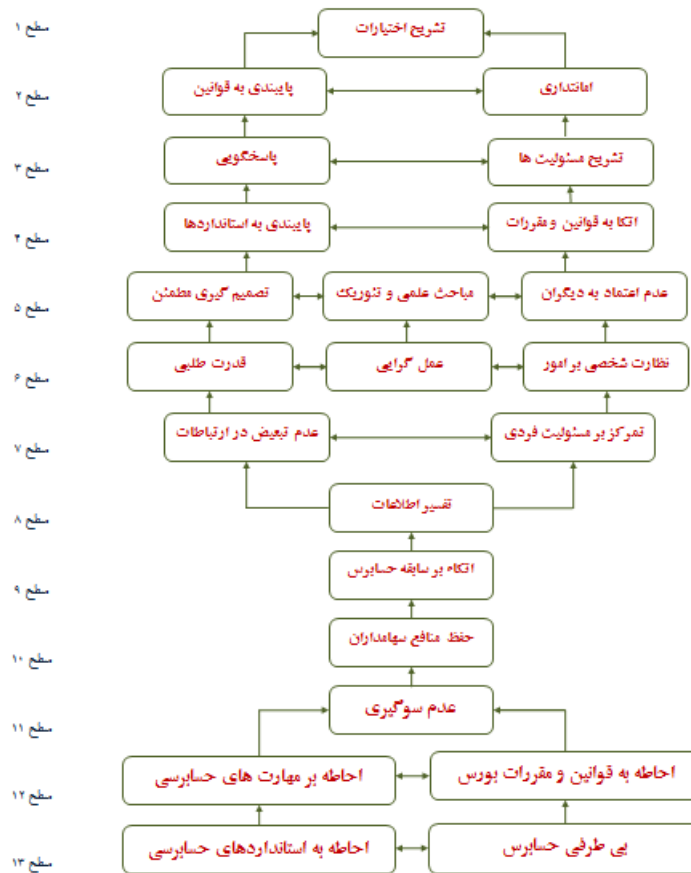 سطح ۱
تشریح اختیارات
سطح ۲
امانتداری
پایبندی به قوانین
سطح ۳
تشریح مسئولیت ها
پاسخگویی
سطح ۴
اتکا به قوانین و مقررات
پایبندی به استانداردها
سطح ۵
عدم اعتماد به دیگران
مباحث علمی و تئوریک
تصمیم گیری مطمئن
سطح ۶
نظارت شخصی بر امور
عمل گرایی
قدرت طلبی
سطح ۷
تمرکز بر مسئولیت فردی
عدم تبعیض در ارتباطات
سطح ۸
تفسیر اطلاعات
سطح ۹
اتکاء بر سابقه حسابرس
سطح ۱۰
حفظ منافع سهامداران
سطح ۱۱
عدم سوگیری
سطح ۱۲
احاطه به قوانین و مقررات بورس
احاطه بر مهارت های حسابرسی
سطح ۱۳
بی طرفی حسابرس
احاطه به استانداردهای حسابرسی